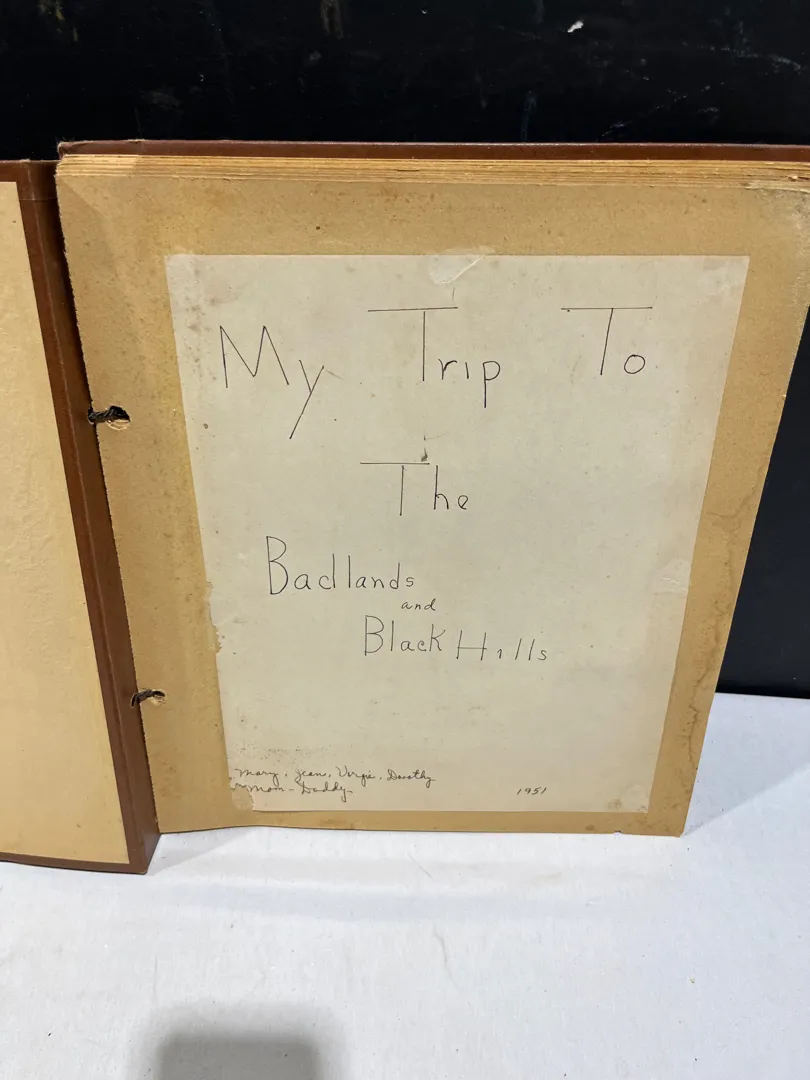 My Trip To
The
Badlands
and
Black Hills
Mary, Jean, Virgie, Dorothy
Mom - Daddy
1951